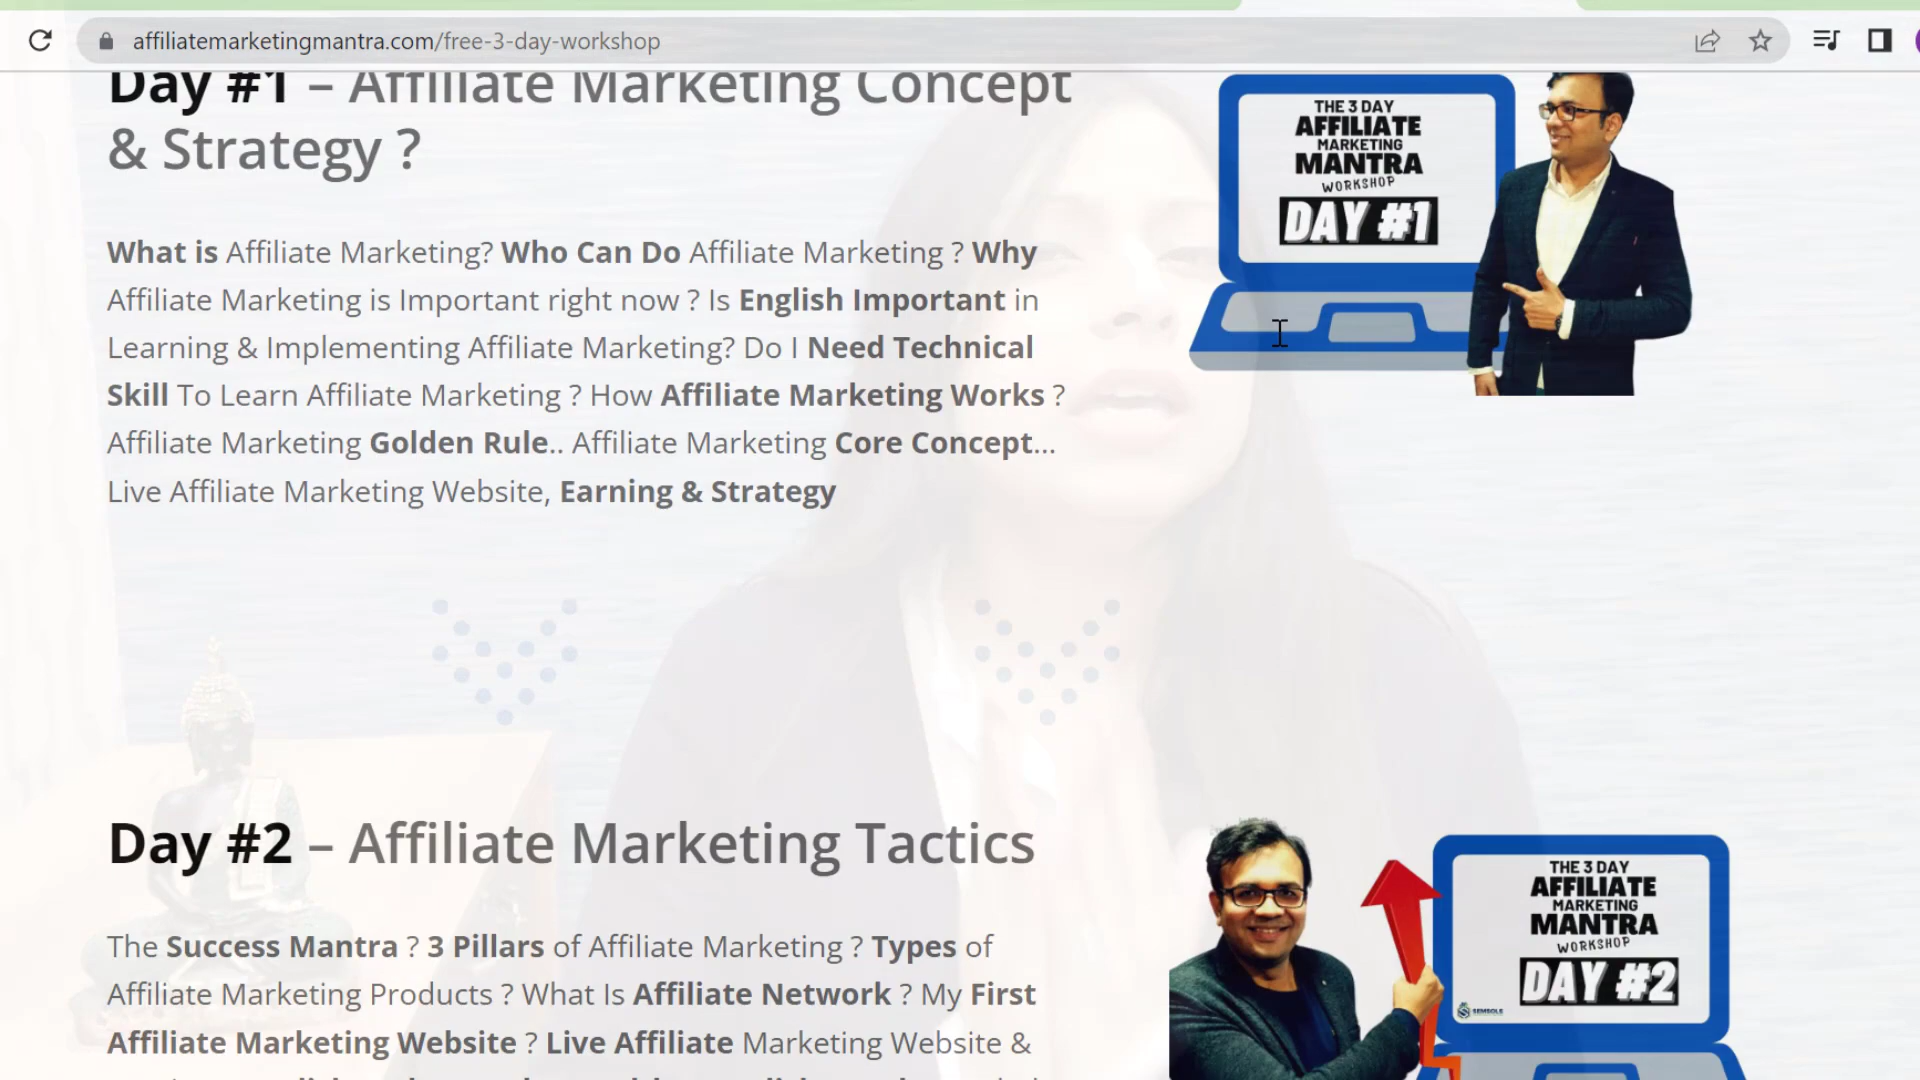 affiliatemarketingmantra.com/free-3-day-workshop
Day #1 – Affiliate Marketing Concept
& Strategy ?
THE 3 DAY
AFFILIATE
MARKETING
MANTRA
WORKSHOP
DAY #1
What is Affiliate Marketing? Who Can Do Affiliate Marketing ? Why
Affiliate Marketing is Important right now ? Is English Important in
Learning & Implementing Affiliate Marketing? Do I Need Technical
Skill To Learn Affiliate Marketing ? How Affiliate Marketing Works ?
Affiliate Marketing Golden Rule.. Affiliate Marketing Core Concept...
Live Affiliate Marketing Website, Earning & Strategy
Day #2 – Affiliate Marketing Tactics
THE 3 DAY
AFFILIATE
MARKETING
MANTRA
WORKSHOP
DAY #2
SEMSOLS
The Success Mantra ? 3 Pillars of Affiliate Marketing ? Types of
Affiliate Marketing Products ? What Is Affiliate Network ? My First
Affiliate Marketing Website ? Live Affiliate Marketing Website &